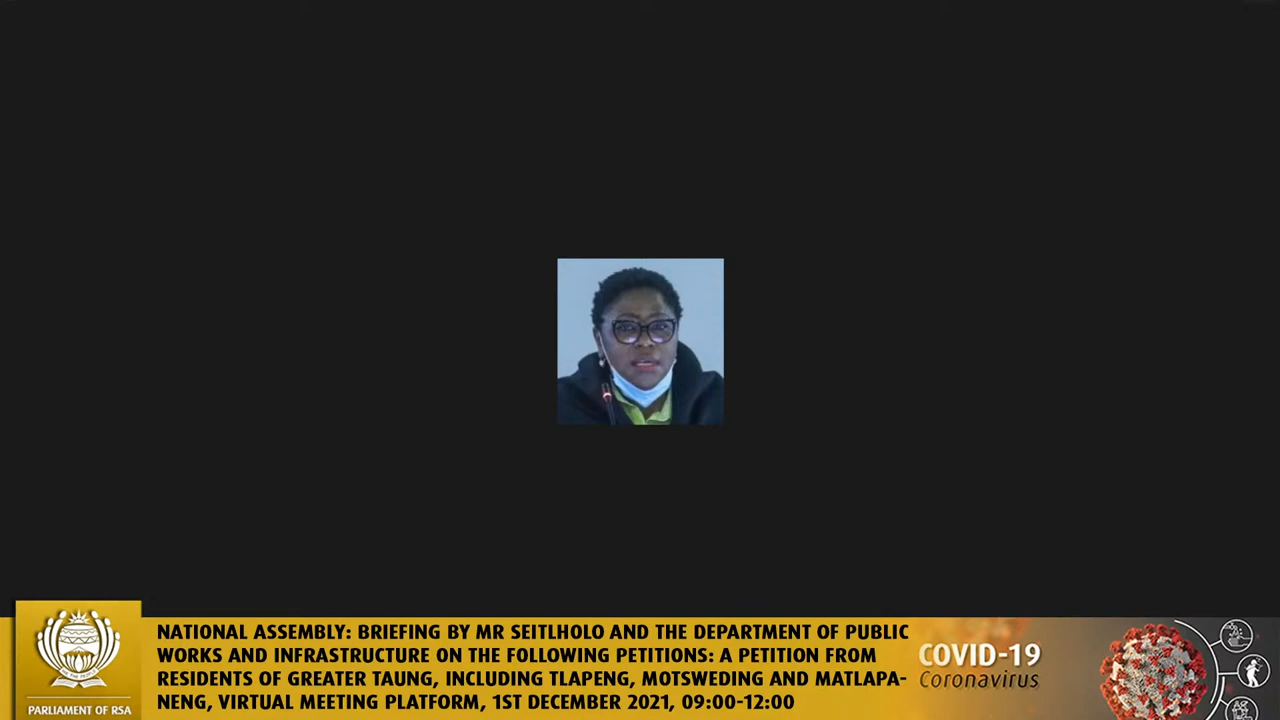 NATIONAL ASSEMBLY: BRIEFING BY MR SEITLHOLO AND THE DEPARTMENT OF PUBLIC
WORKS AND INFRASTRUCTURE ON THE FOLLOWING PETITIONS: A PETITION FROM
RESIDENTS OF GREATER TAUNG, INCLUDING TLAPENG, MOTSWEDING AND MATLAPA-
NENG, VIRTUAL MEETING PLATFORM, 1ST DECEMBER 2021, 09:00-12:00
PARLIAMENT OF RSA
COVID-19
Coronavirus